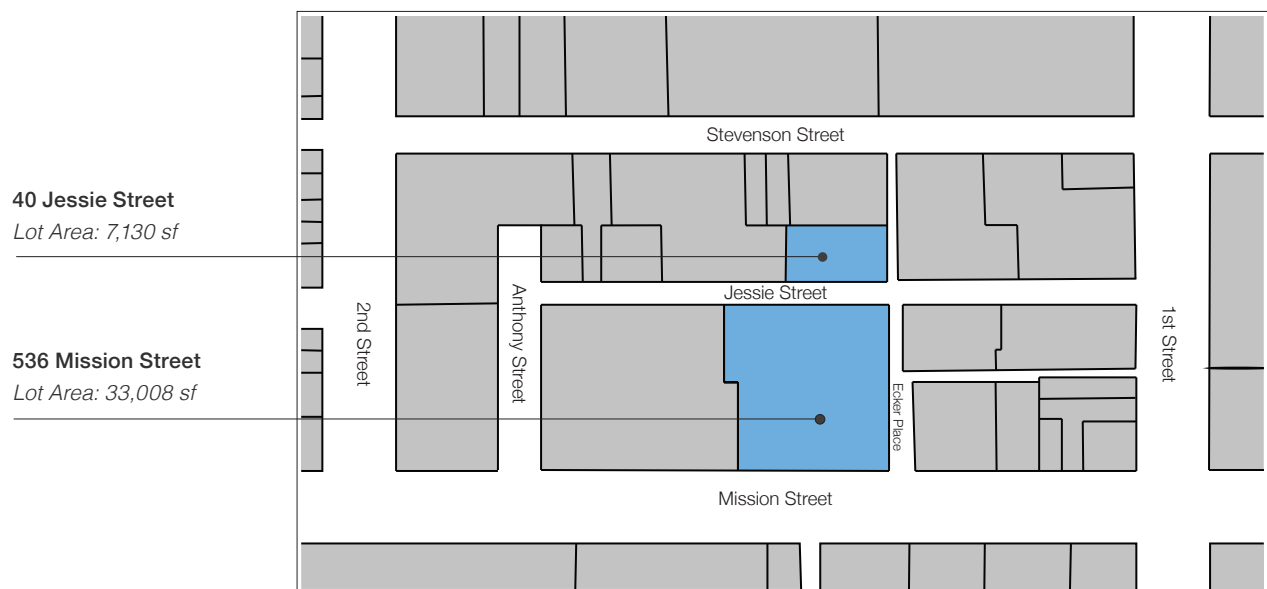 Stevenson Street
40 Jessie Street
Lot Area: 7,130 sf
Jessie Street
Anthony Street
2nd Street
1st Street
536 Mission Street
Lot Area: 33,008 sf
Ecker Place
Mission Street